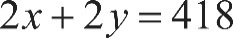 2x + 2y = 418